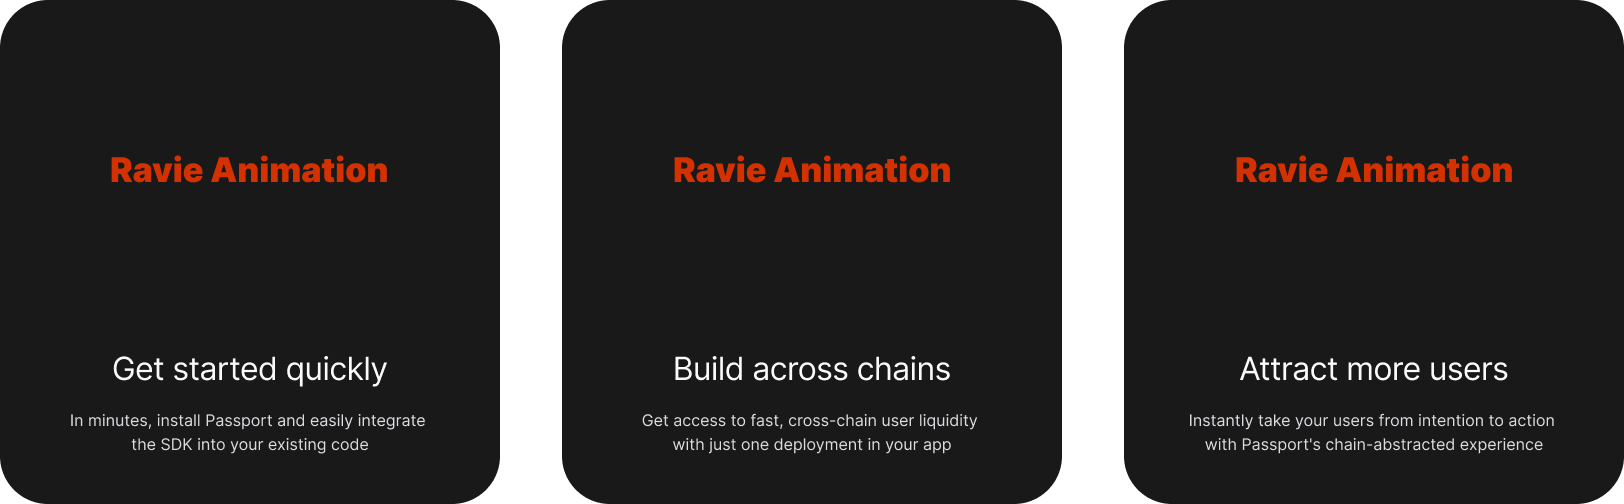 Ravie Animation
Get started quickly
In minutes, install Passport and easily integrate
the SDK into your existing code
Ravie Animation
Build across chains
Get access to fast, cross-chain user liquidity
with just one deployment in your app
Ravie Animation
Attract more users
Instantly take your users from intention to action
with Passport's chain-abstracted experience